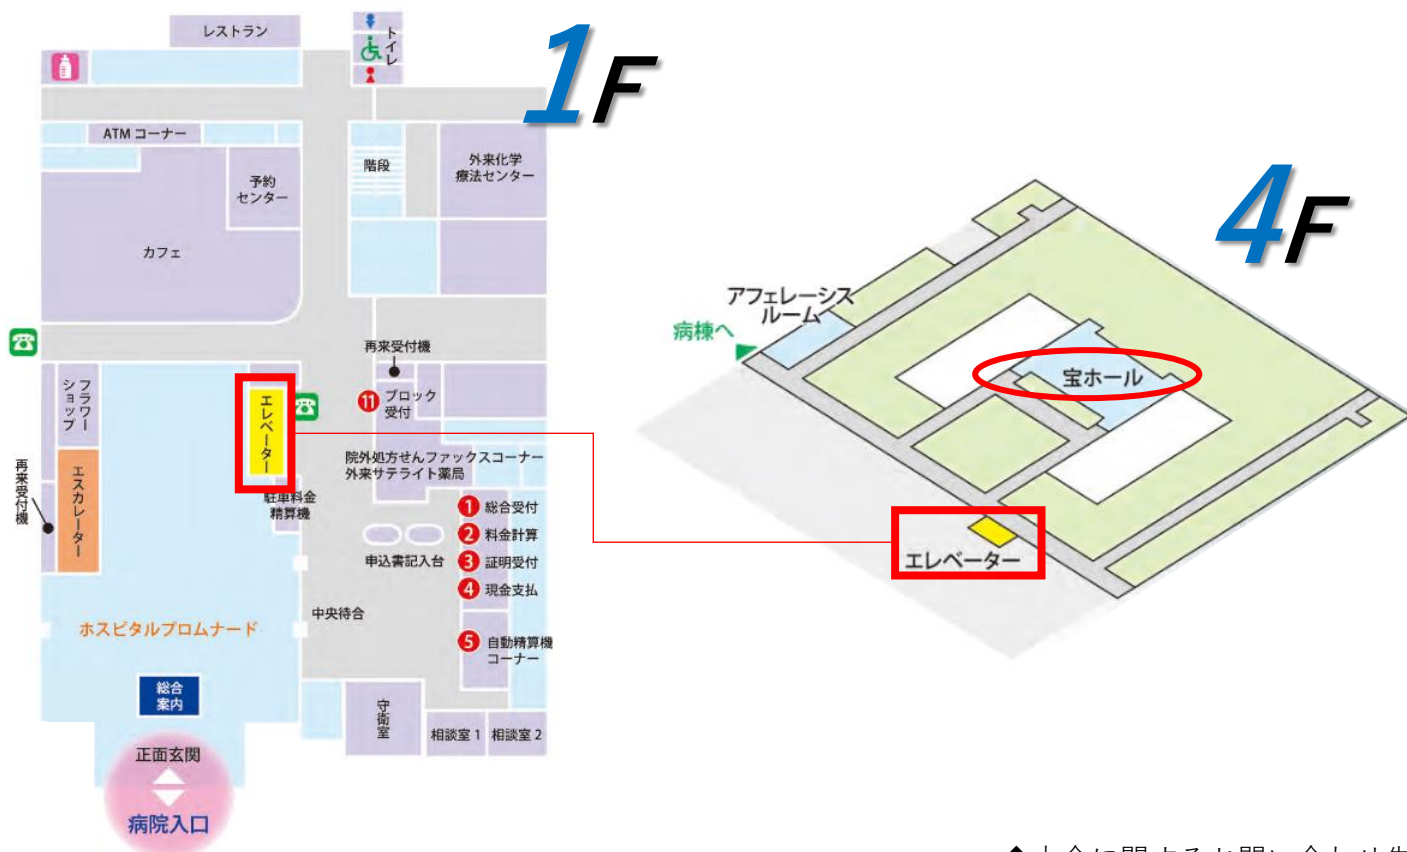 1F
レストラン
トイレ
ATM コーナー
予約
センター
カフェ
階段
外来化学
療法センター
再来受付機
11 ブロック
受付
フラワー
ショップ
エレベーター
エスカレーター
再来受付機
駐車料金
精算機
院外処方せんファックスコーナー
外来サテライト薬局
1 総合受付
2 料金計算
3 証明受付
4 現金支払
5 自動精算機
コーナー
申込書記入台
中央待合
ホスピタルプロムナード
総合
案内
守衛室
相談室 1
相談室 2
正面玄関
病院入口
4F
アフェレーシス
ルーム
病棟へ
宝ホール
エレベーター